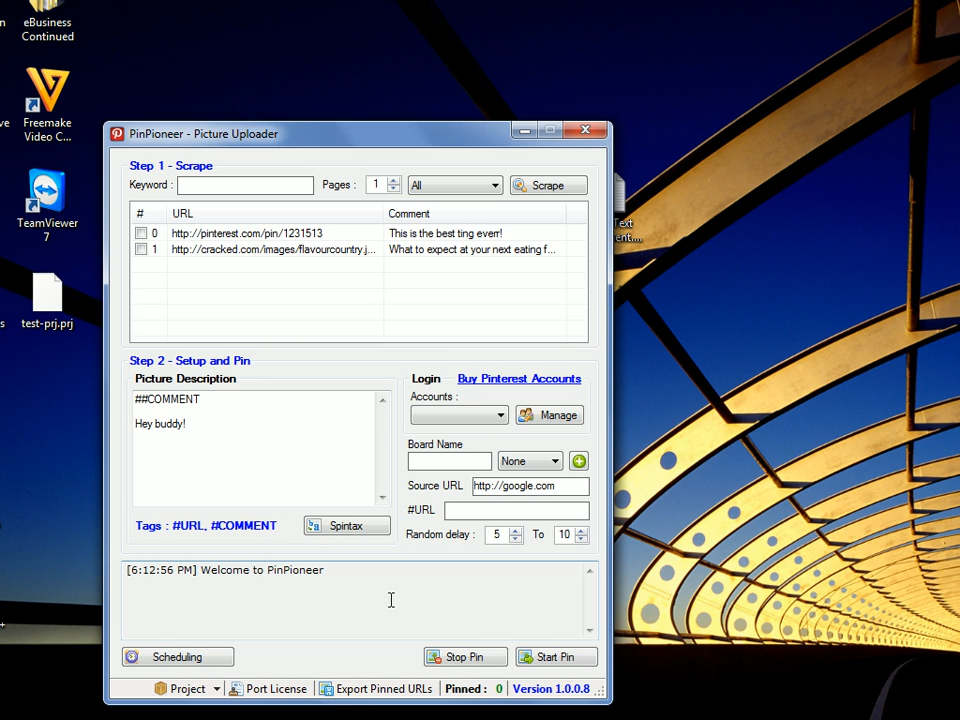 eBusiness
Continued
Freemake
Video C...
TeamViewer
7
test-prj.prj
Text
PinPioneer - Picture Uploader
Step 1 - Scrape
Keyword : Pages : 1 All Scrape
# URL Comment
0 http://pinterest.com/pin/1231513 This is the best ting everr!
1 http://cracked.com/images/flavourcountry.j... What to expect at your next eating f...
Step 2 - Setup and Pin
Picture Description
##COMMENT
Hey buddy!
Tags : #URL, #COMMENT Spintax
Login Buy Pinterest Accounts
Accounts :
Manage
Board Name
None
Source URL http://google.com
#URL
Random delay : 5 To 10
[6:12:56 PM] Welcome to PinPioneer
Scheduling Stop Pin Start Pin
Project Port License Export Pinned URLs Pinned : 0 Version 1.0.0.8